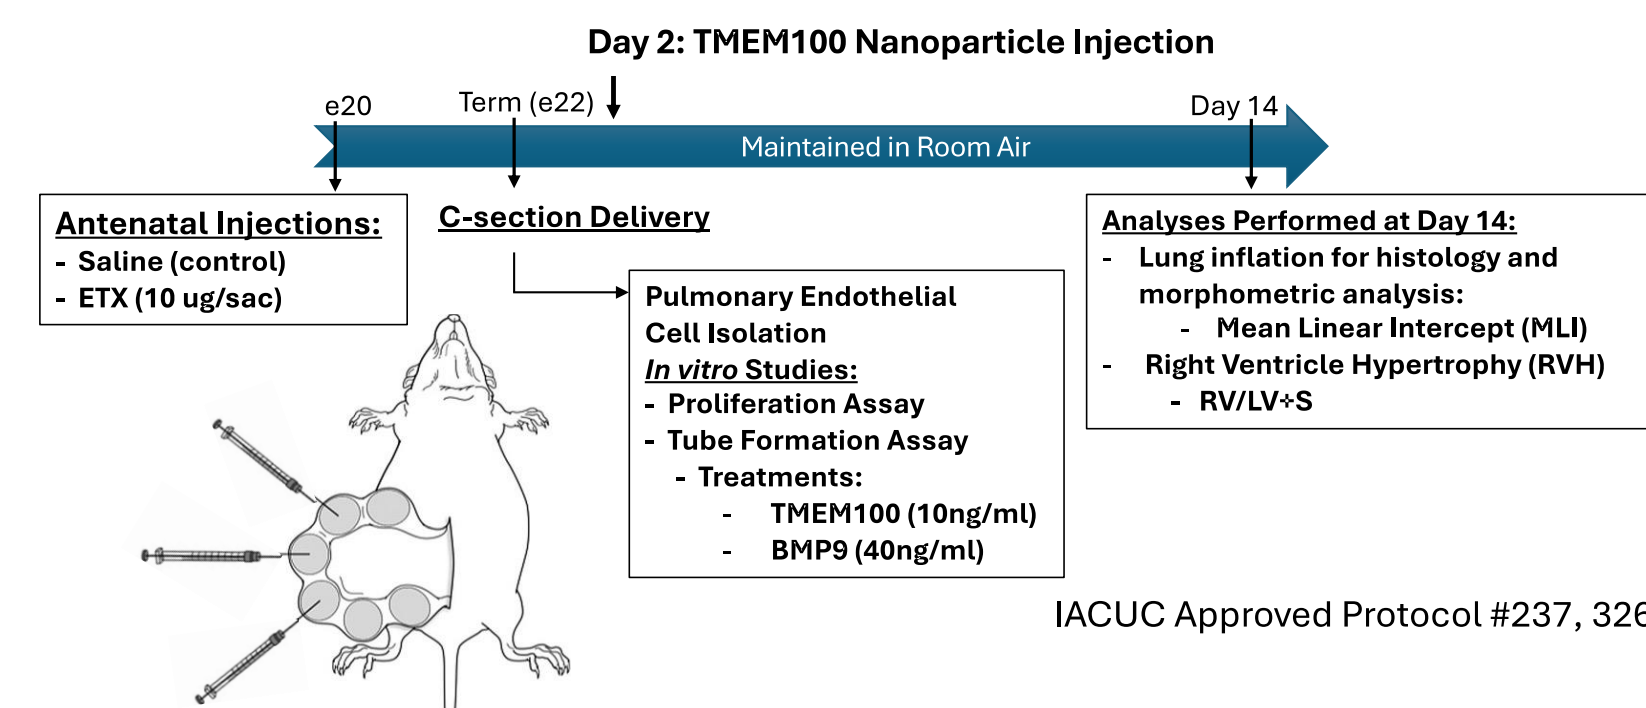 Day 2: TMEM100 Nanoparticle Injection
e20
Term (e22)
Day 14
Maintained in Room Air
Antenatal Injections:
- Saline (control)
- ETX (10 ug/sac)
C-section Delivery
Pulmonary Endothelial
Cell Isolation
In vitro Studies:
- Proliferation Assay
- Tube Formation Assay
- Treatments:
- TMEM100 (10ng/ml)
- BMP9 (40ng/ml)
Analyses Performed at Day 14:
- Lung inflation for histology and
morphometric analysis:
- Mean Linear Intercept (MLI)
- Right Ventricle Hypertrophy (RVH)
- RV/LV+S
IACUC Approved Protocol #237, 326